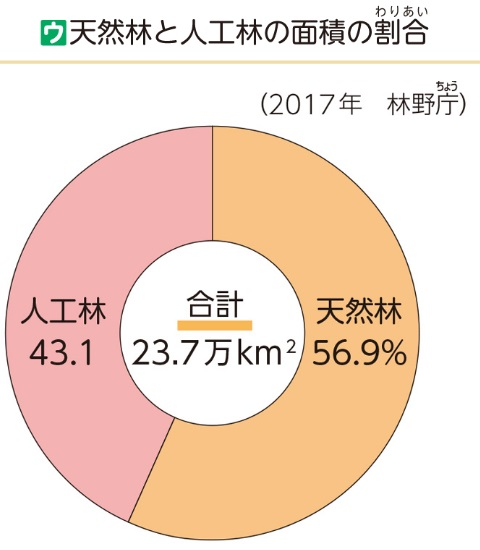 わりあい
ウ天然林と人工林の面積の割合
ちょう
(2017年　林野庁)
人工林
43.1
合計
23.7万km²
天然林
56.9%